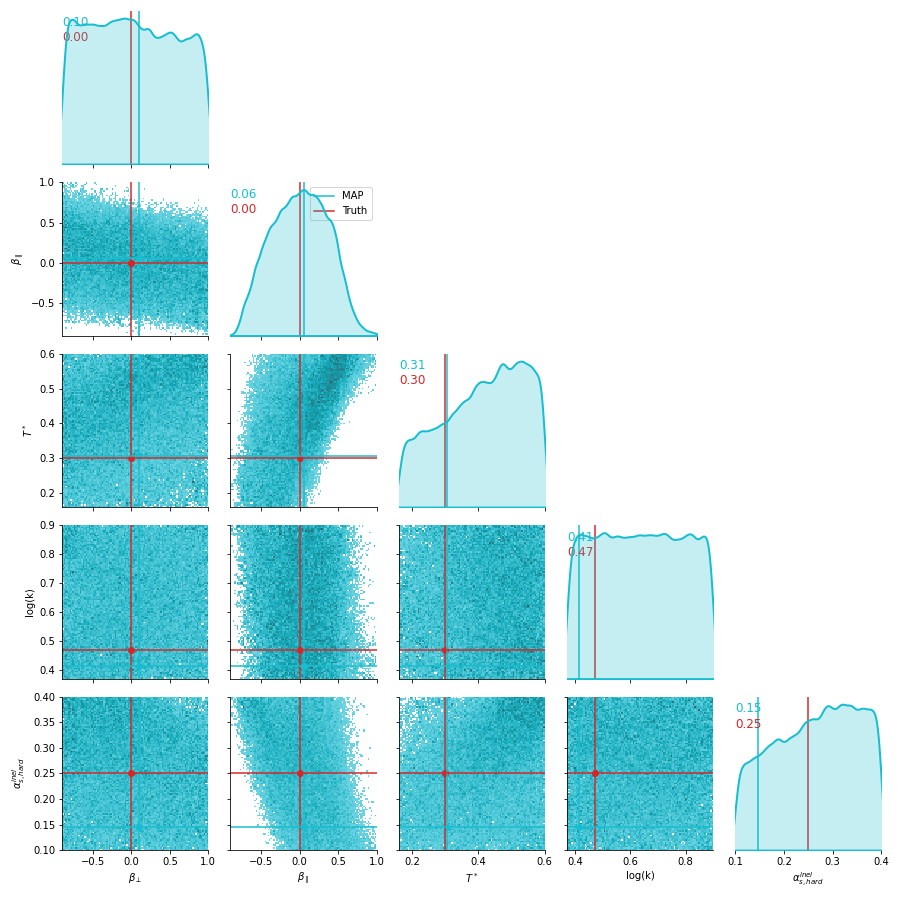 0.10
0.00
1.0
0.5
0.0
−0.5
β∥
0.06
0.00
MAP
Truth
0.6
0.5
0.4
0.3
0.2
T*
0.31
0.30
0.9
0.8
0.7
0.6
0.5
0.4
log(k)
0.41
0.47
0.40
0.35
0.30
0.25
0.20
0.15
0.10
α^{inel}_{s,hard}
0.15
0.25
−0.5 0.0 0.5 1.0
β⊥
−0.5 0.0 0.5 1.0
β∥
0.2 0.4 0.6
T*
0.4 0.6 0.8
log(k)
0.1 0.2 0.3 0.4
α^{inel}_{s,hard}